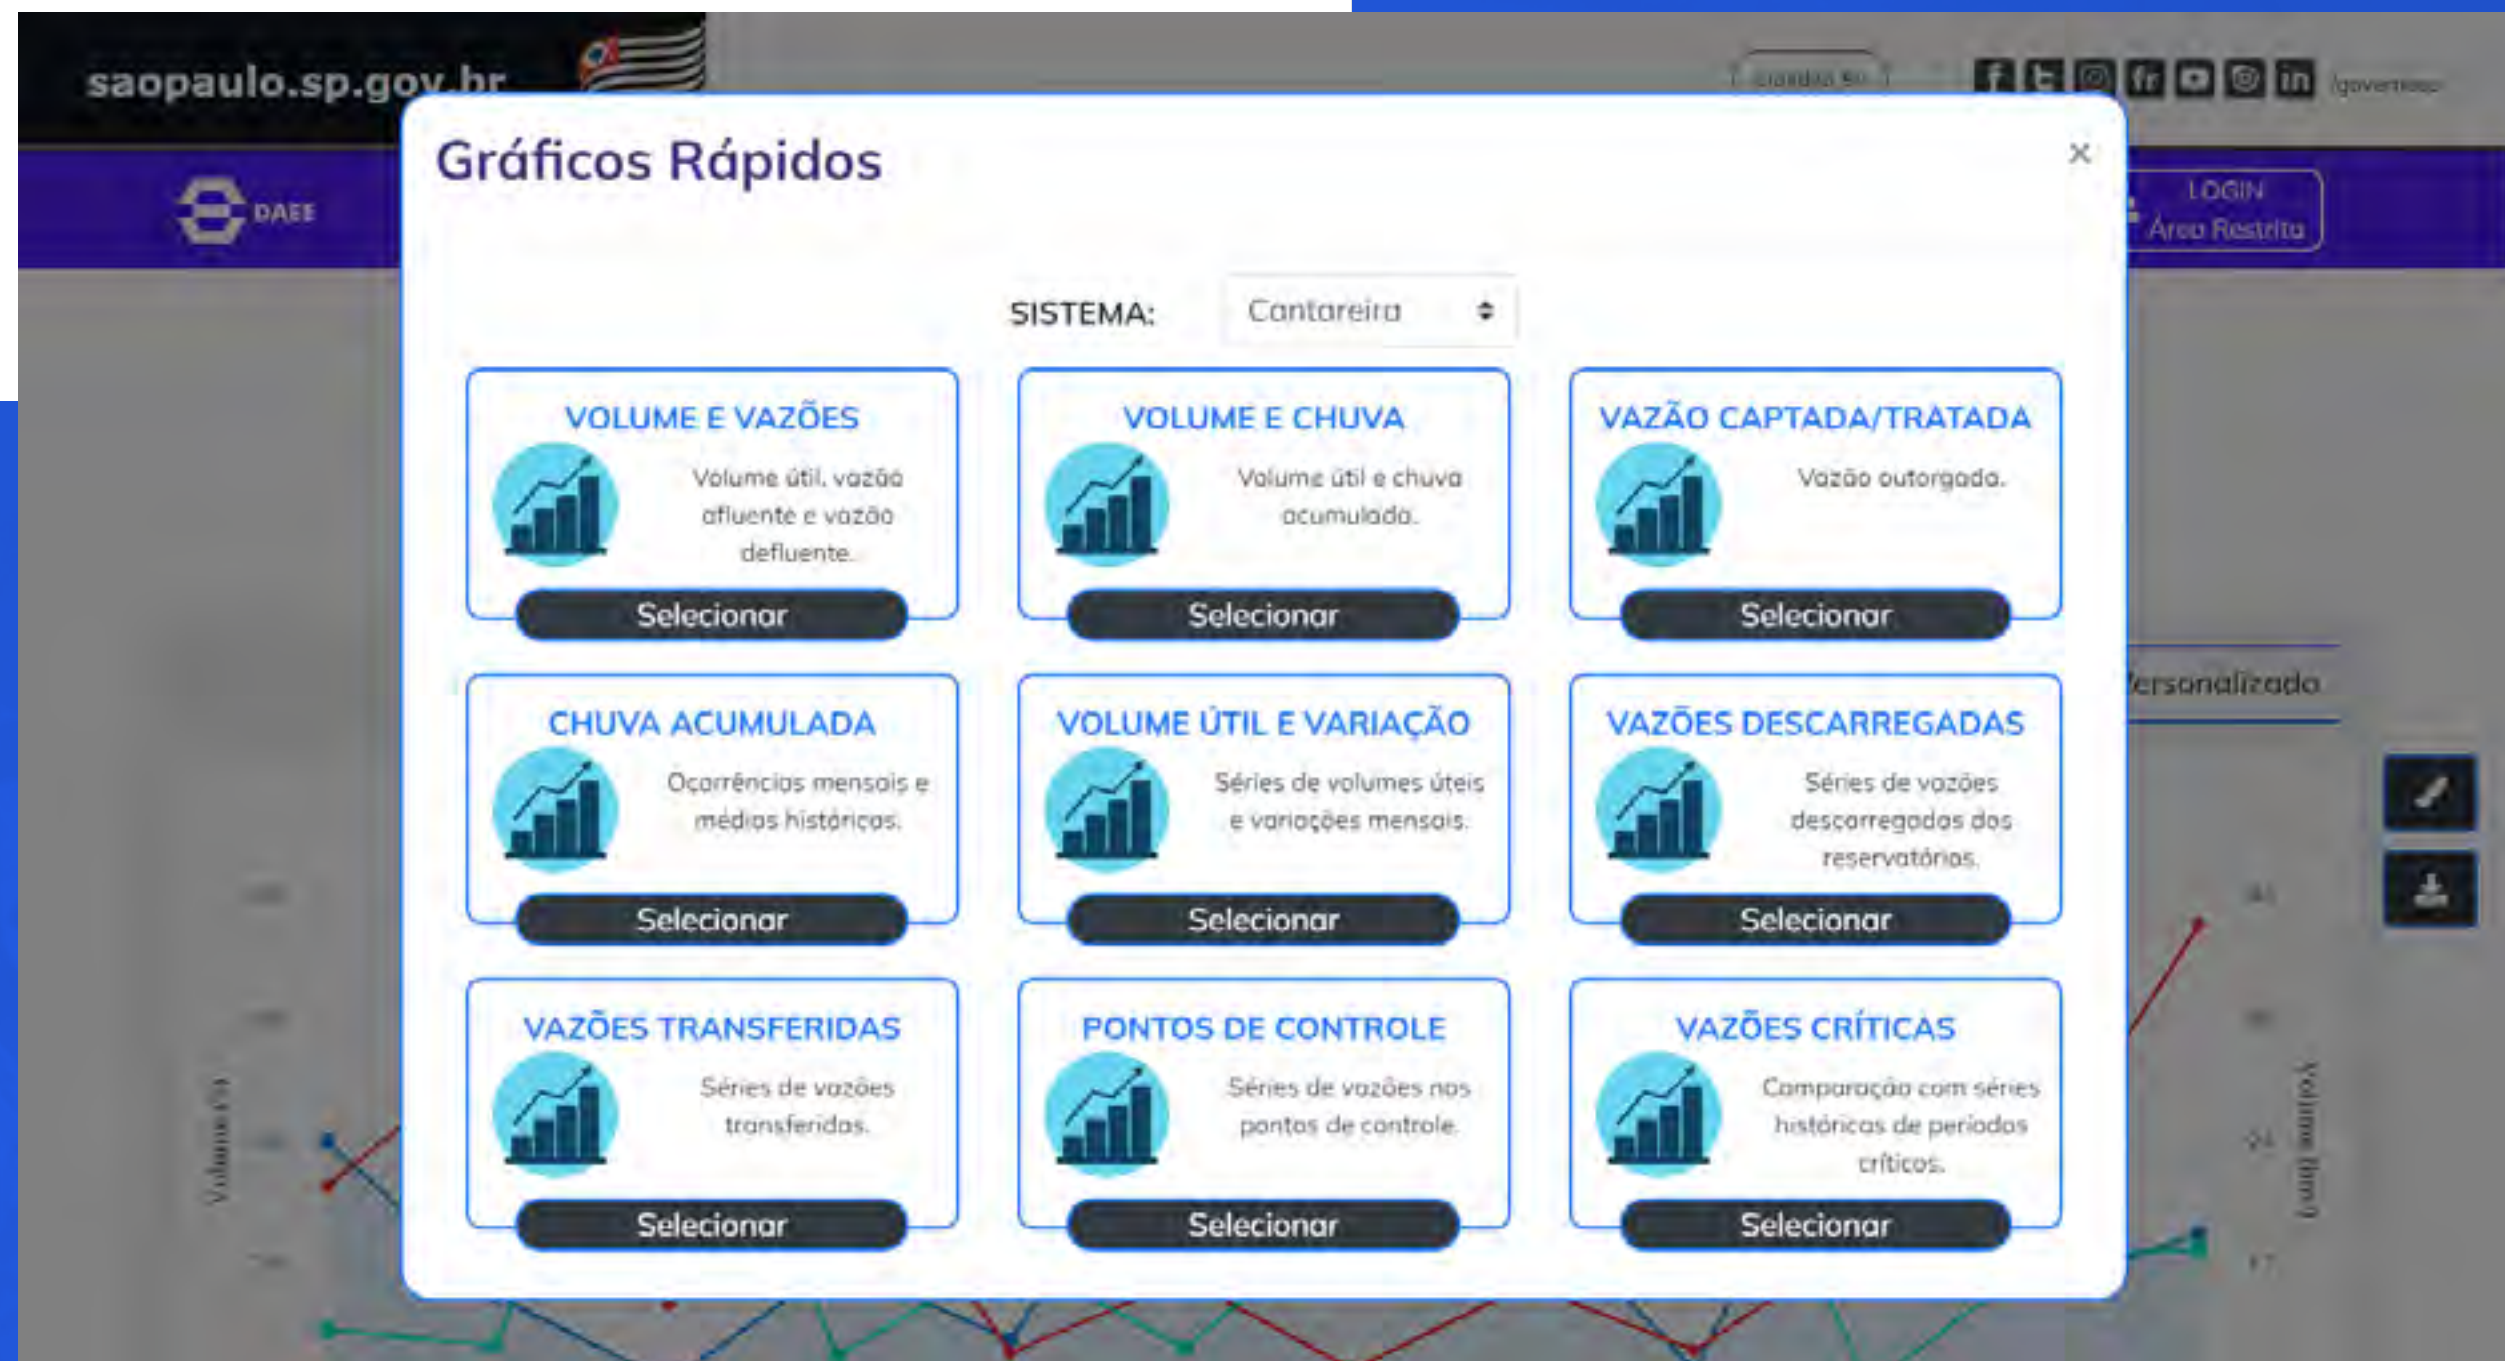 saopaulo.sp.gov.br
DAEE
LOGIN
Área Restrita
Gráficos Rápidos
×
SISTEMA: Cantareira
VOLUME E VAZÕES
Volume útil, vazão
afluente e vazão
defluente.
Selecionar
VOLUME E CHUVA
Volume útil e chuva
acumulada.
Selecionar
VAZÃO CAPTADA/TRATADA
Vazão outorgada.
Selecionar
CHUVA ACUMULADA
Ocorrências mensais e
médias históricas.
Selecionar
VOLUME ÚTIL E VARIAÇÃO
Séries de volumes úteis
e variações mensais.
Selecionar
VAZÕES DESCARREGADAS
Séries de vazões
descarregadas dos
reservatórios.
Selecionar
VAZÕES TRANSFERIDAS
Séries de vazões
transferidas.
Selecionar
PONTOS DE CONTROLE
Séries de vazões nos
pontos de controle.
Selecionar
VAZÕES CRÍTICAS
Comparação com séries
históricas de períodos
críticos.
Selecionar
ersonalizado